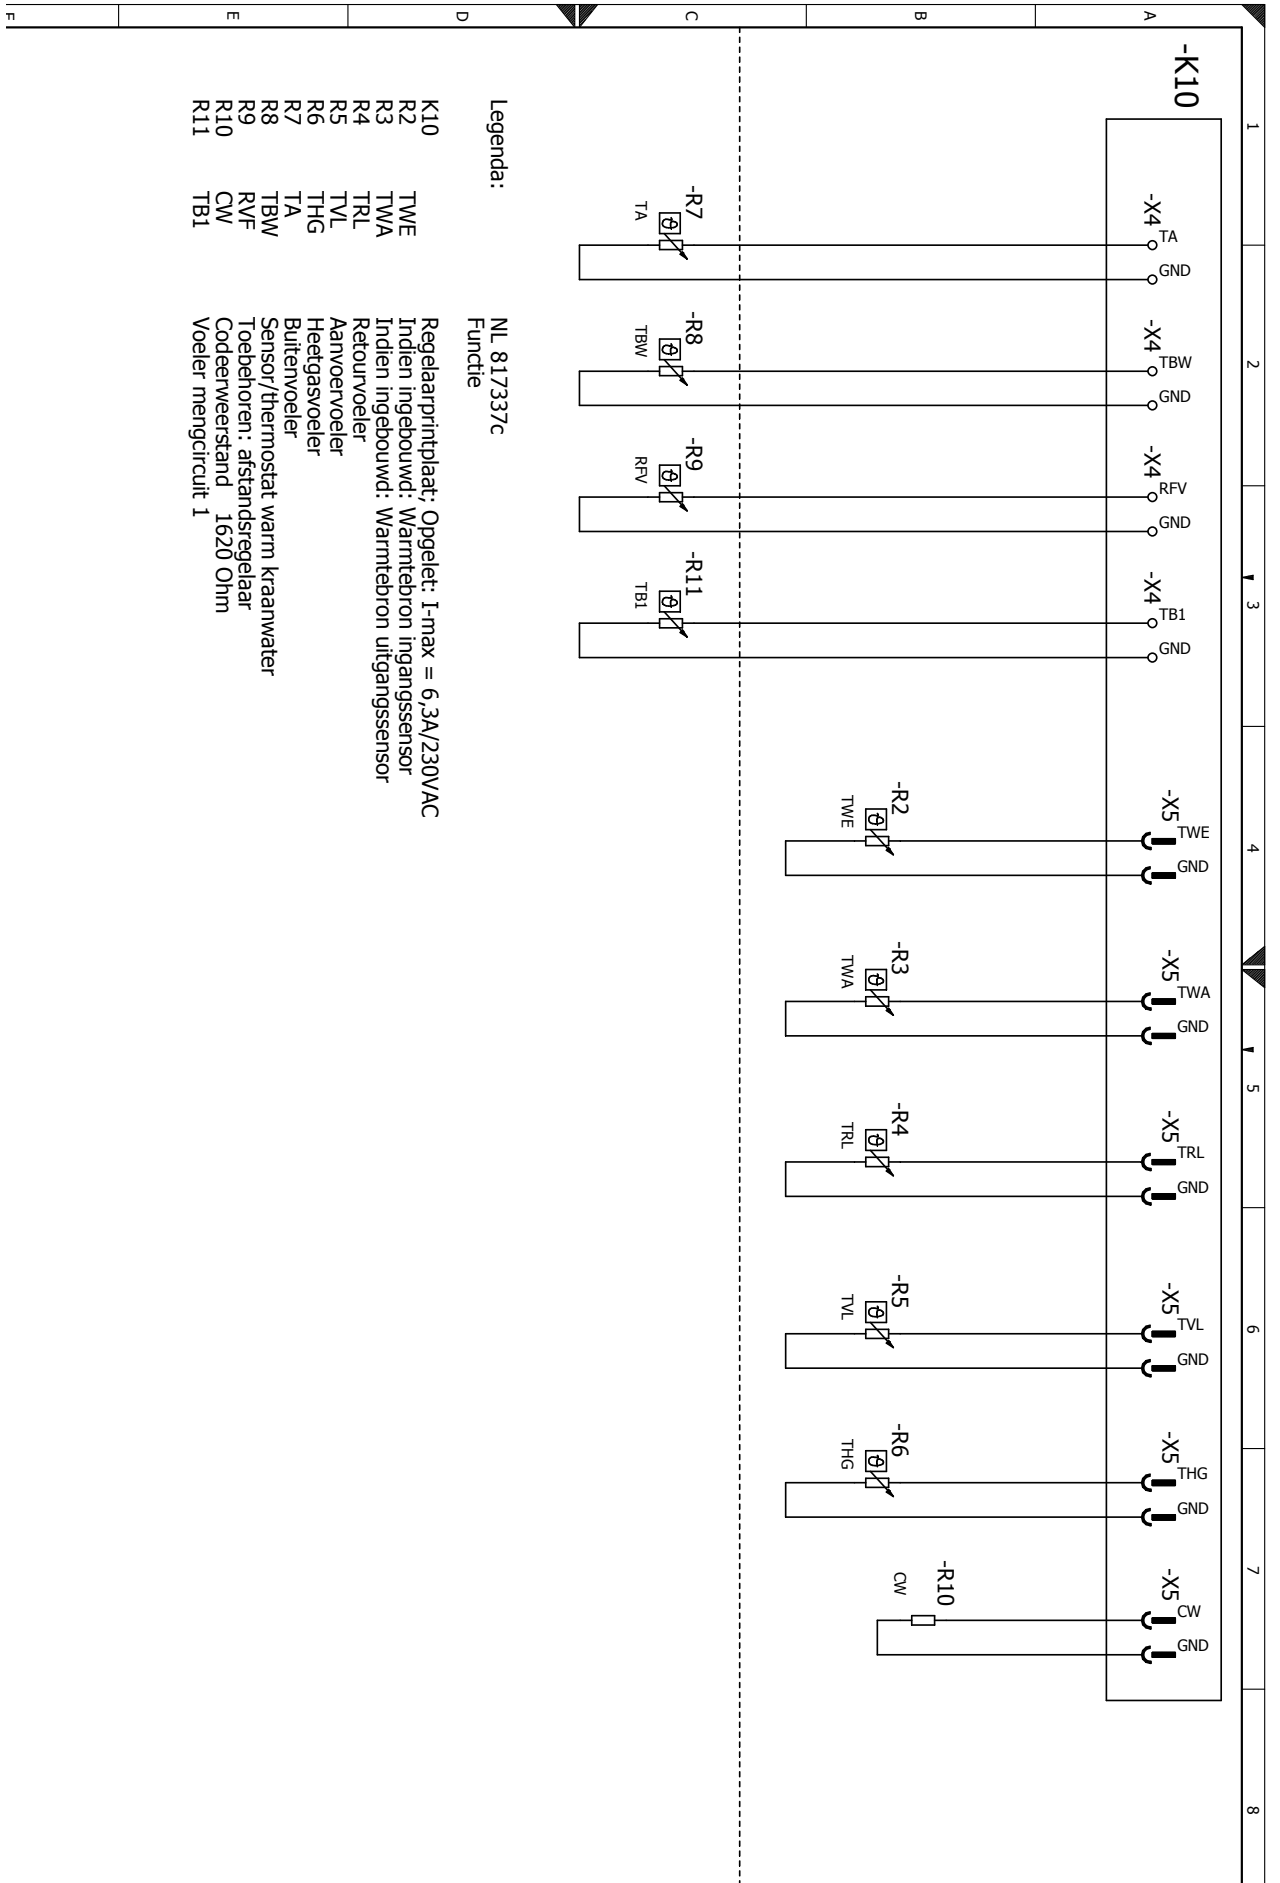 1 2 3 4 5 6 7 8
A
-K10
-X4 TA GND
-X4 TBW GND
-X4 RFV GND
-X4 TB1 GND
-X5 TWE GND
-X5 TWA GND
-X5 TRL GND
-X5 TVL GND
-X5 THG GND
-X5 CW GND
B
-R2 TWE
-R3 TWA
-R4 TRL
-R5 TVL
-R6 THG
-R10 CW
C
-R7 TA
-R8 TBW
-R9 RFV
-R11 TB1
D
Legenda: NL 817337c
Functie
K10 Regelaarprintplaat; Opgelet: I-max = 6,3A/230VAC
R2 TWE Indien ingebouwd: Warmtebron ingangssensor
R3 TWA Indien ingebouwd: Warmtebron uitgangssensor
R4 TRL Retourvoeler
R5 TVL Aanvoervoeler
R6 THG Heetgasvoeler
R7 TA Buitenvoeler
R8 TBW Sensor/thermostat warm kraanwater
R9 RVF Toebehoren: afstandsregelaar
R10 CW Codeerweerstand 1620 Ohm
R11 TB1 Voeler mengcircuit 1
E
F